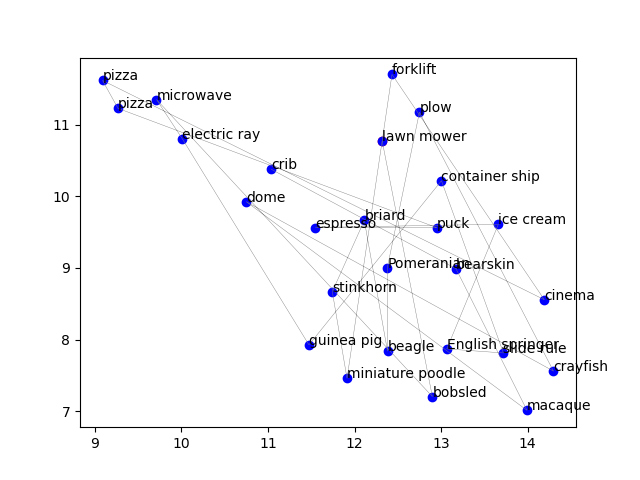 forklift
pizza
microwave
pizza
plow
electric ray
lawn mower
crib
container ship
dome
briard
espresso
puck
ice cream
Pomeranian
bearskin
stinkhorn
cinema
guinea pig
beagle
English springer
slide rule
miniature poodle
crayfish
bobsled
macaque
11
10
9
8
7
9
10
11
12
13
14